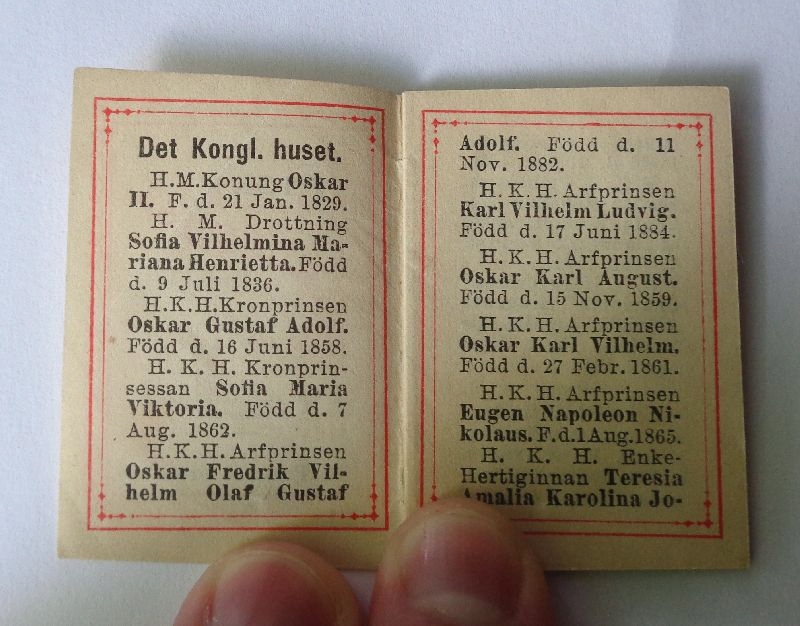 Det Kongl. huset.
H.M. Konung Oskar
II. F. d. 21 Jan. 1829.
H. M. Drottning
Sofia Vilhelmina Ma-
riana Henrietta. Född
d. 9 Juli 1836.
H.K.H. Kronprinsen
Oskar Gustaf Adolf.
Född d. 16 Juni 1858.
H. K. H. Kronprin-
sessan Sofia Maria
Viktoria. Född d. 7
Aug. 1862.
H.K.H. Arfprinsen
Oskar Fredrik Vil-
helm Olaf Gustaf
Adolf. Född d. 11
Nov. 1882.
H. K. H. Arfprinsen
Karl Vilhelm Ludvig.
Född d. 17 Juni 1884.
H. K. H. Arfprinsen
Oskar Karl August.
Född d. 15 Nov. 1859.
H. K. H. Arfprinsen
Oskar Karl Vilhelm.
Född d. 27 Febr. 1861.
H. K. H. Arfprinsen
Eugen Napoleon Ni-
kolaus. F. d. 1 Aug. 1865.
H. K. H. Enke-
Hertiginnan Teresia
Amalia Karolina Jo-